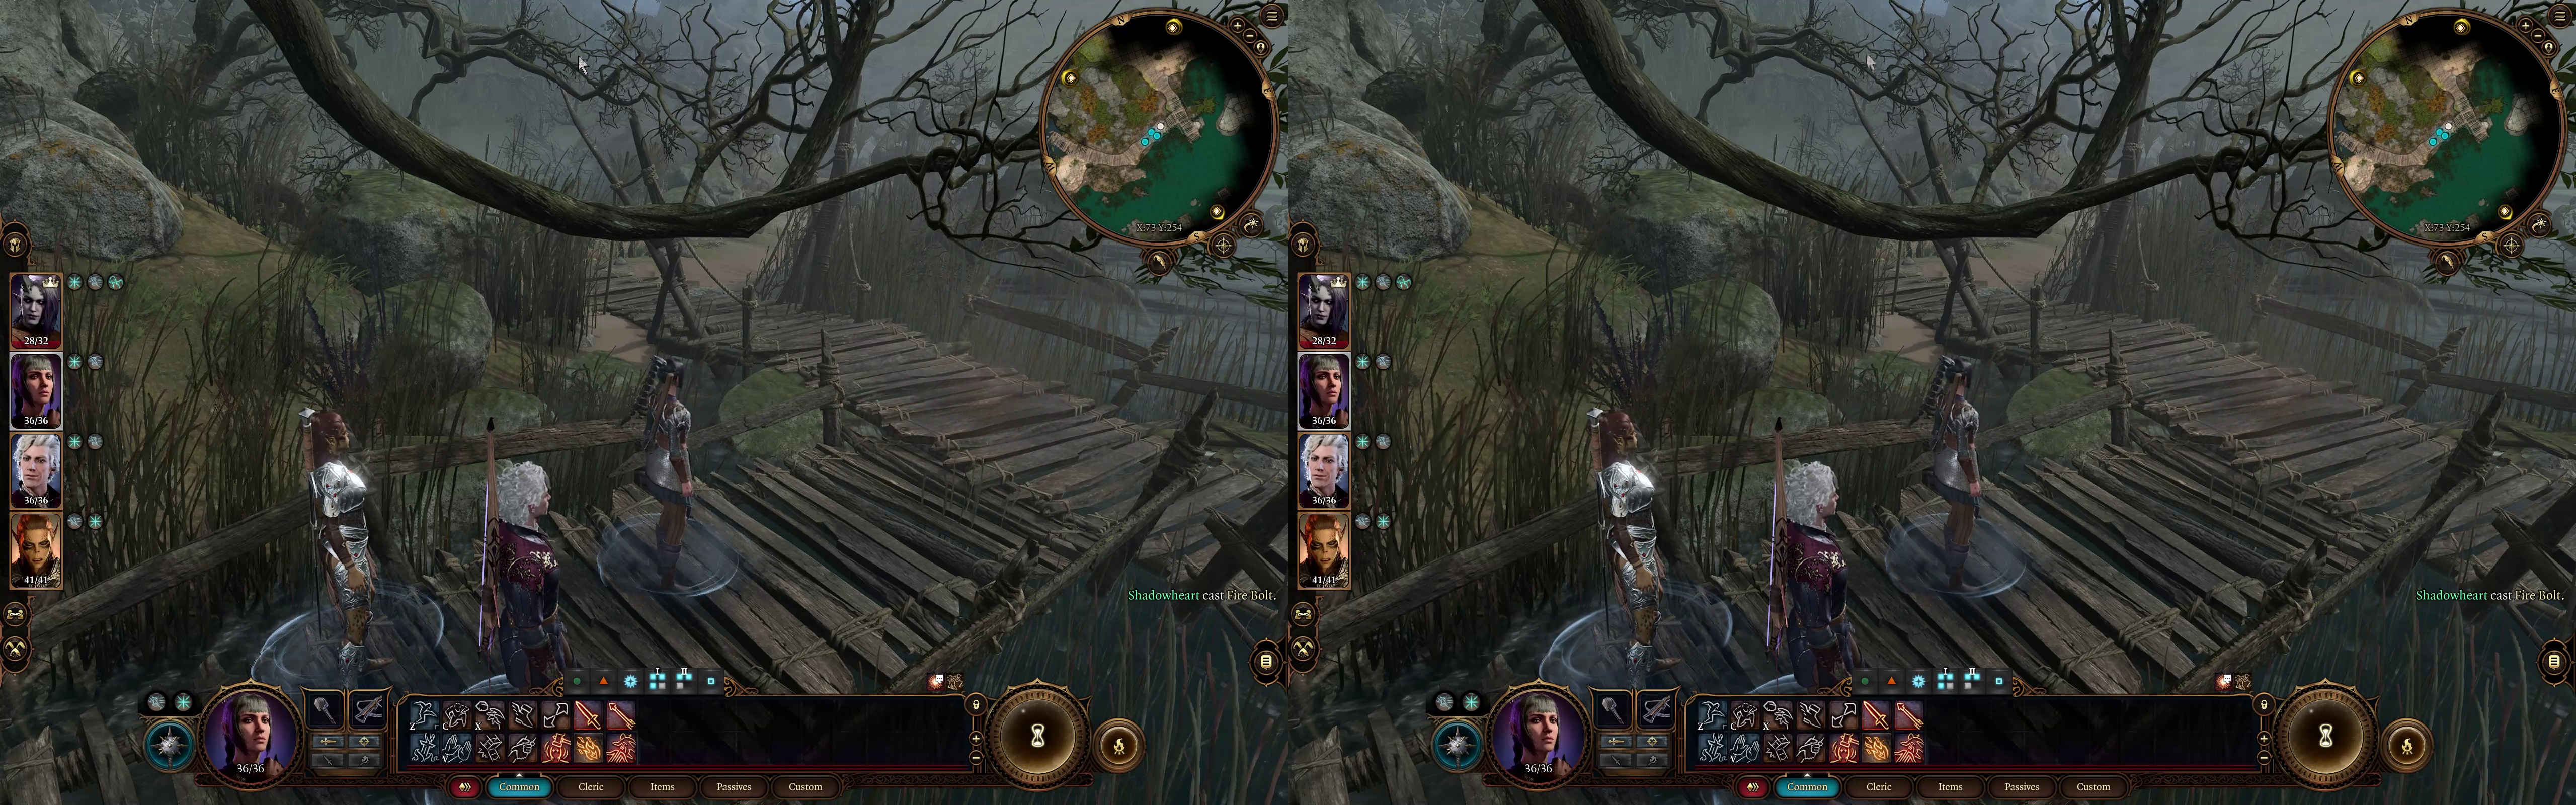 N
X:73 Y:254
S
28/32
36/36
36/36
41/41
Shadowheart cast Fire Bolt.
I
II
Z
C
X
V
36/36
Common
Cleric
Items
Passives
Custom
N
X:73 Y:254
S
28/32
36/36
36/36
41/41
Shadowheart cast Fire Bolt.
I
II
Z
C
X
V
36/36
Common
Cleric
Items
Passives
Custom